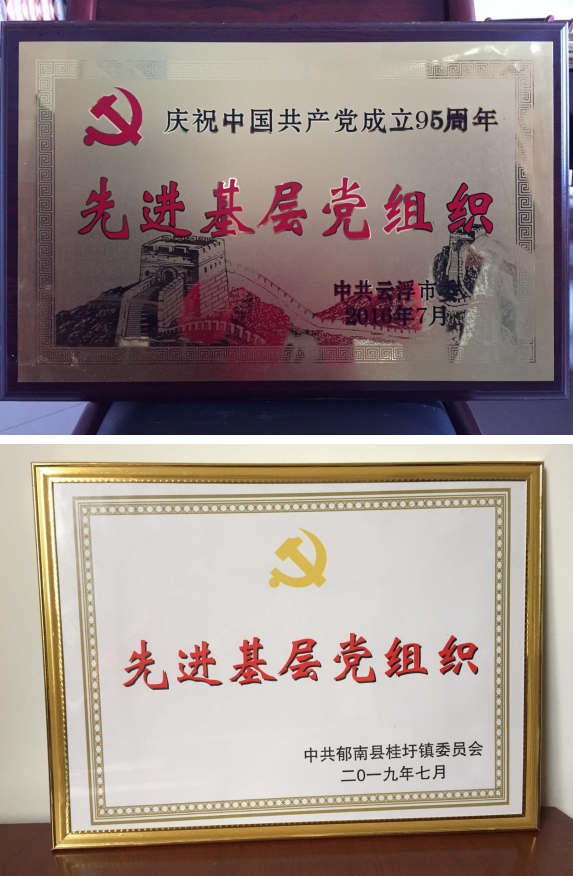 庆祝中国共产党成立95周年
先进基层党组织
中共云浮市委
2016年7月
先进基层党组织
中共郁南县桂圩镇委员会
二0一九年七月